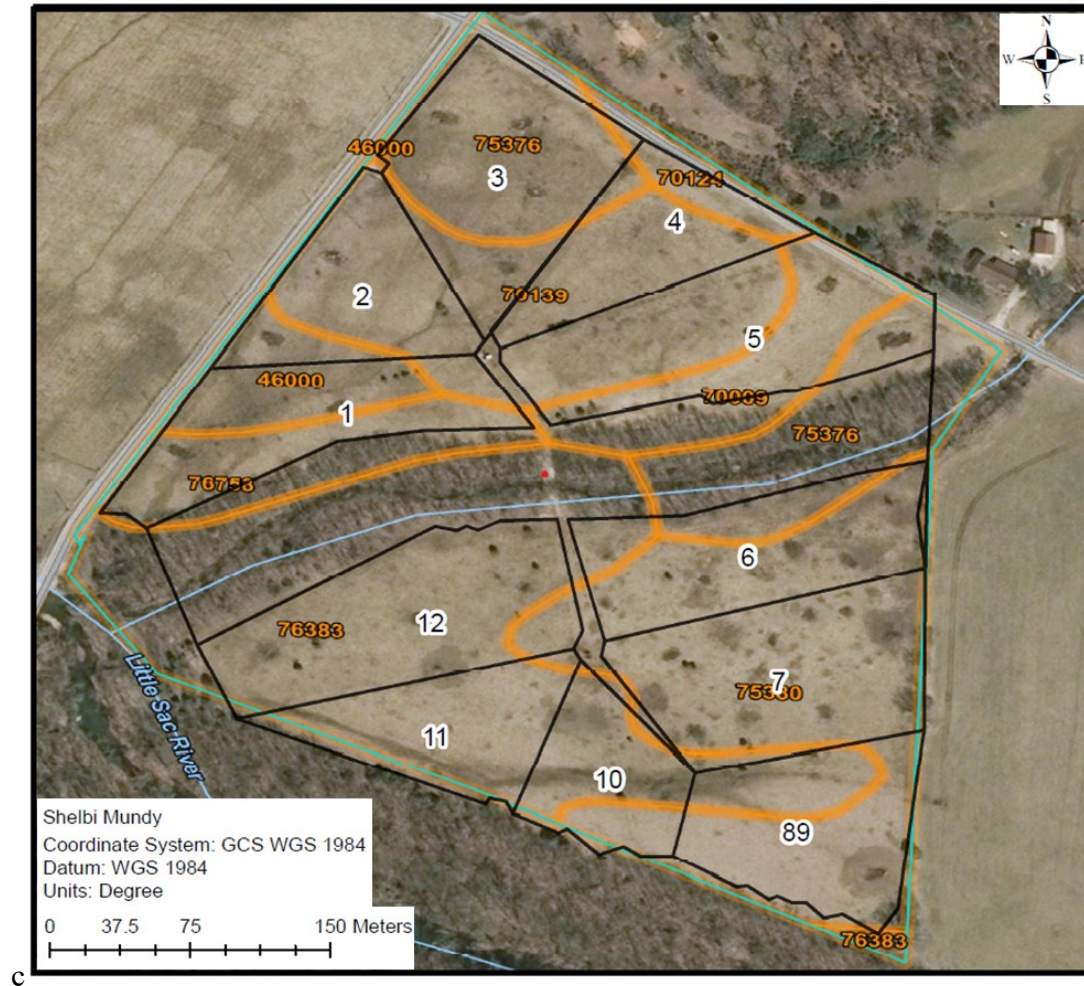 N
W E
S
46000
75376
3
70124
4
2
70139
5
46000
1
70009
75376
76753
6
12
76383
7
75380
11
10
89
Little Sac River
76383
Shelbi Mundy
Coordinate System: GCS WGS 1984
Datum: WGS 1984
Units: Degree
0 37.5 75 150 Meters
c